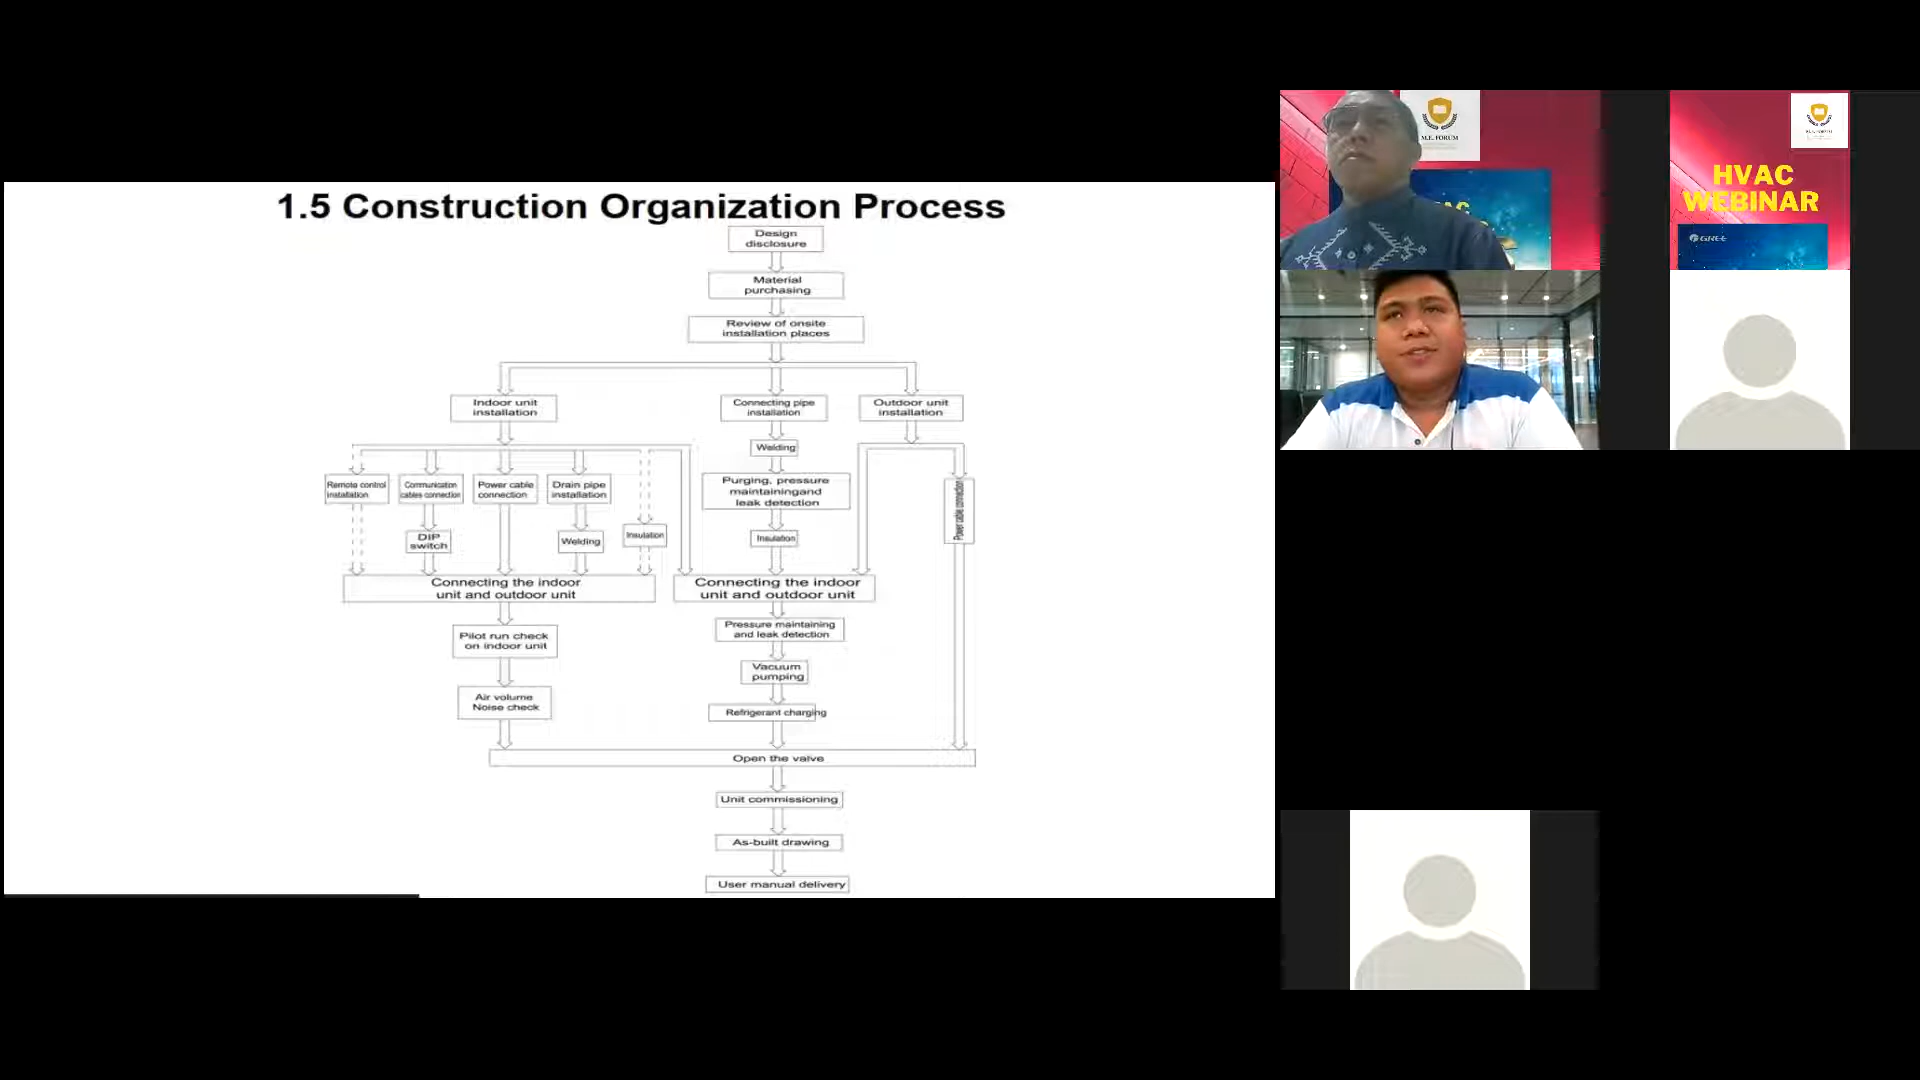 1.5 Construction Organization Process
Design
disclosure
Material
purchasing
Review of onsite
installation places
Indoor unit
installation
Connecting pipe
installation
Outdoor unit
installation
Welding
Remote control
installation
Communication
cables connection
Power cable
connection
Drain pipe
installation
Purging, pressure
maintainingand
leak detection
Power cable connection
DIP
switch
Welding
Insulation
Insulation
Connecting the indoor
unit and outdoor unit
Connecting the indoor
unit and outdoor unit
Pilot run check
on indoor unit
Pressure maintaining
and leak detection
Vacuum
pumping
Air volume
Noise check
Refrigerant charging
Open the valve
Unit commissioning
As-built drawing
User manual delivery
M.E. FORUM
HVAC
WEBINAR
GREE